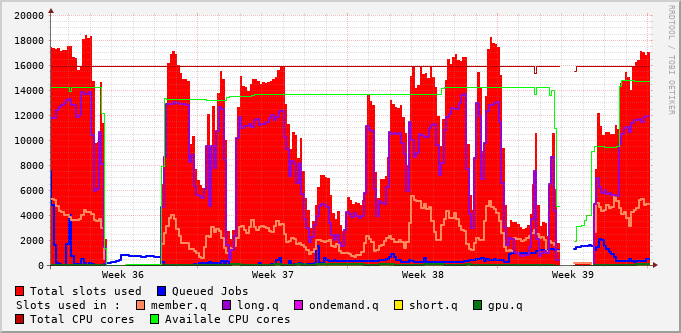 20000
18000
16000
14000
12000
10000
8000
6000
4000
2000
0
Week 36 Week 37 Week 38 Week 39
Total slots used Queued Jobs
Slots used in : member.q long.q ondemand.q short.q gpu.q
Total CPU cores Availale CPU cores
RRDTOOL / TOBI OETIKER